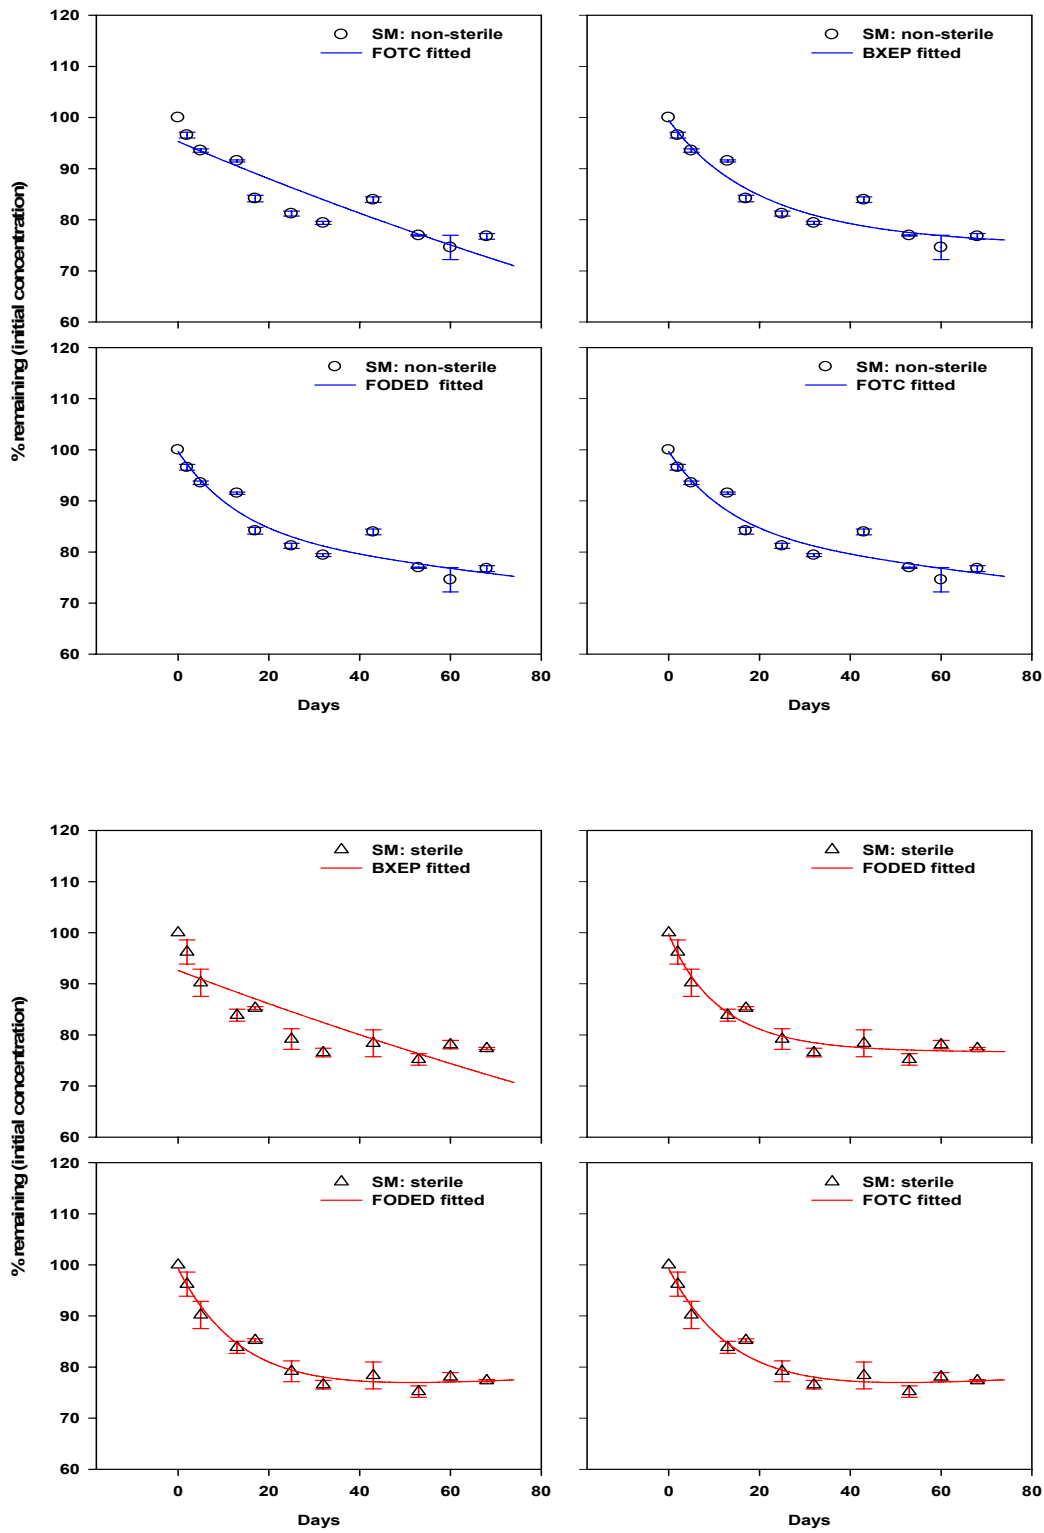 120
110
100
90
80
70
60
SM: non-sterile
FOTC fitted
SM: non-sterile
BXEP fitted
% remaining (initial concentration)
120
110
100
90
80
70
60
SM: non-sterile
FODED fitted
SM: non-sterile
FOTC fitted
0 20 40 60 80
0 20 40 60 80
Days
Days
120
110
100
90
80
70
60
SM: sterile
BXEP fitted
SM: sterile
FODED fitted
% remaining (initial concentration)
120
110
100
90
80
70
60
SM: sterile
FODED fitted
SM: sterile
FOTC fitted
0 20 40 60 80
0 20 40 60 80
Days
Days